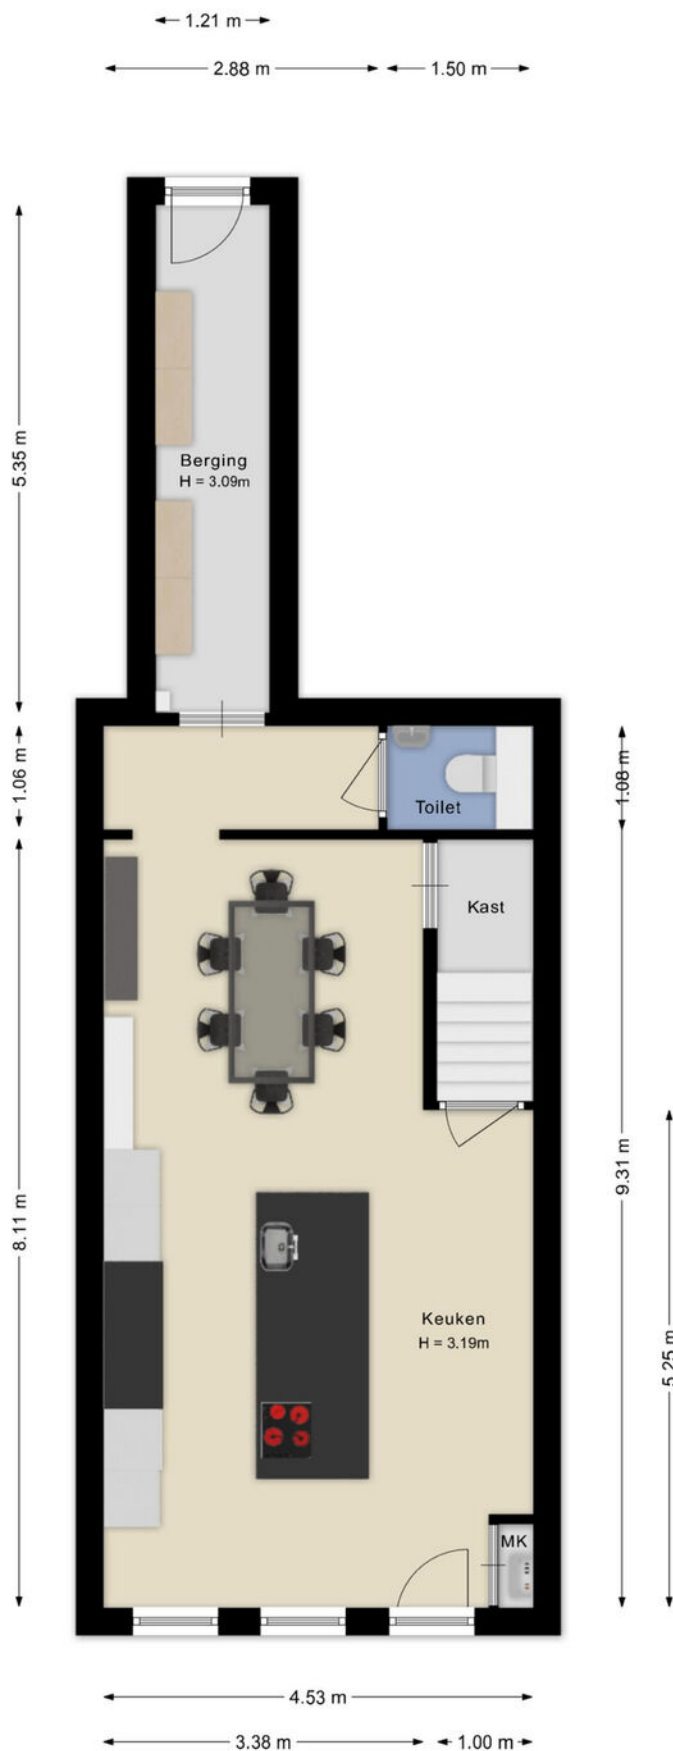 1.21 m
2.88 m
1.50 m
5.35 m
Berging
H = 3.09m
1.06 m
1.08 m
Toilet
Kast
8.11 m
9.31 m
5.25 m
Keuken
H = 3.19m
MK
4.53 m
3.38 m
1.00 m